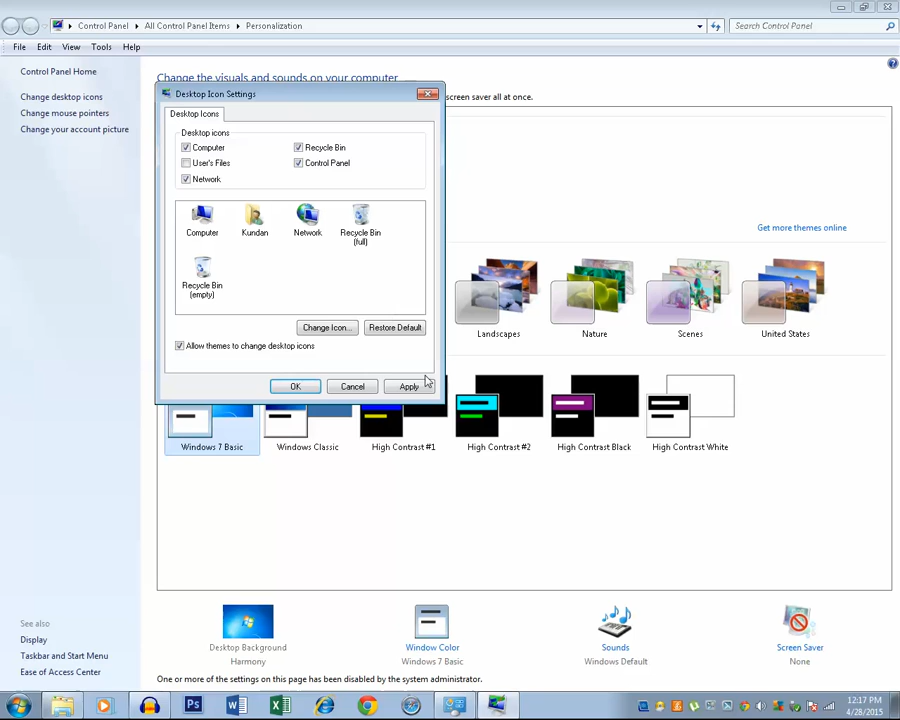 Control Panel
All Control Panel Items
Personalization
Search Control Panel
File Edit View Tools Help
Control Panel Home
Change desktop icons
Change mouse pointers
Change your account picture
Change the visuals and sounds on your computer
screen saver all at once.
Desktop Icon Settings
Desktop Icons
Desktop icons
Computer
Recycle Bin
User's Files
Control Panel
Network
Computer
Kundan
Network
Recycle Bin
(full)
Recycle Bin
(empty)
Change Icon...
Restore Default
Allow themes to change desktop icons
OK
Cancel
Apply
Get more themes online
Landscapes
Nature
Scenes
United States
Windows 7 Basic
Windows Classic
High Contrast #1
High Contrast #2
High Contrast Black
High Contrast White
See also
Display
Taskbar and Start Menu
Ease of Access Center
Desktop Background
Harmony
Window Color
Windows 7 Basic
Sounds
Windows Default
Screen Saver
None
One or more of the settings on this page has been disabled by the system administrator.
Ps
12:17 PM
4/28/2015